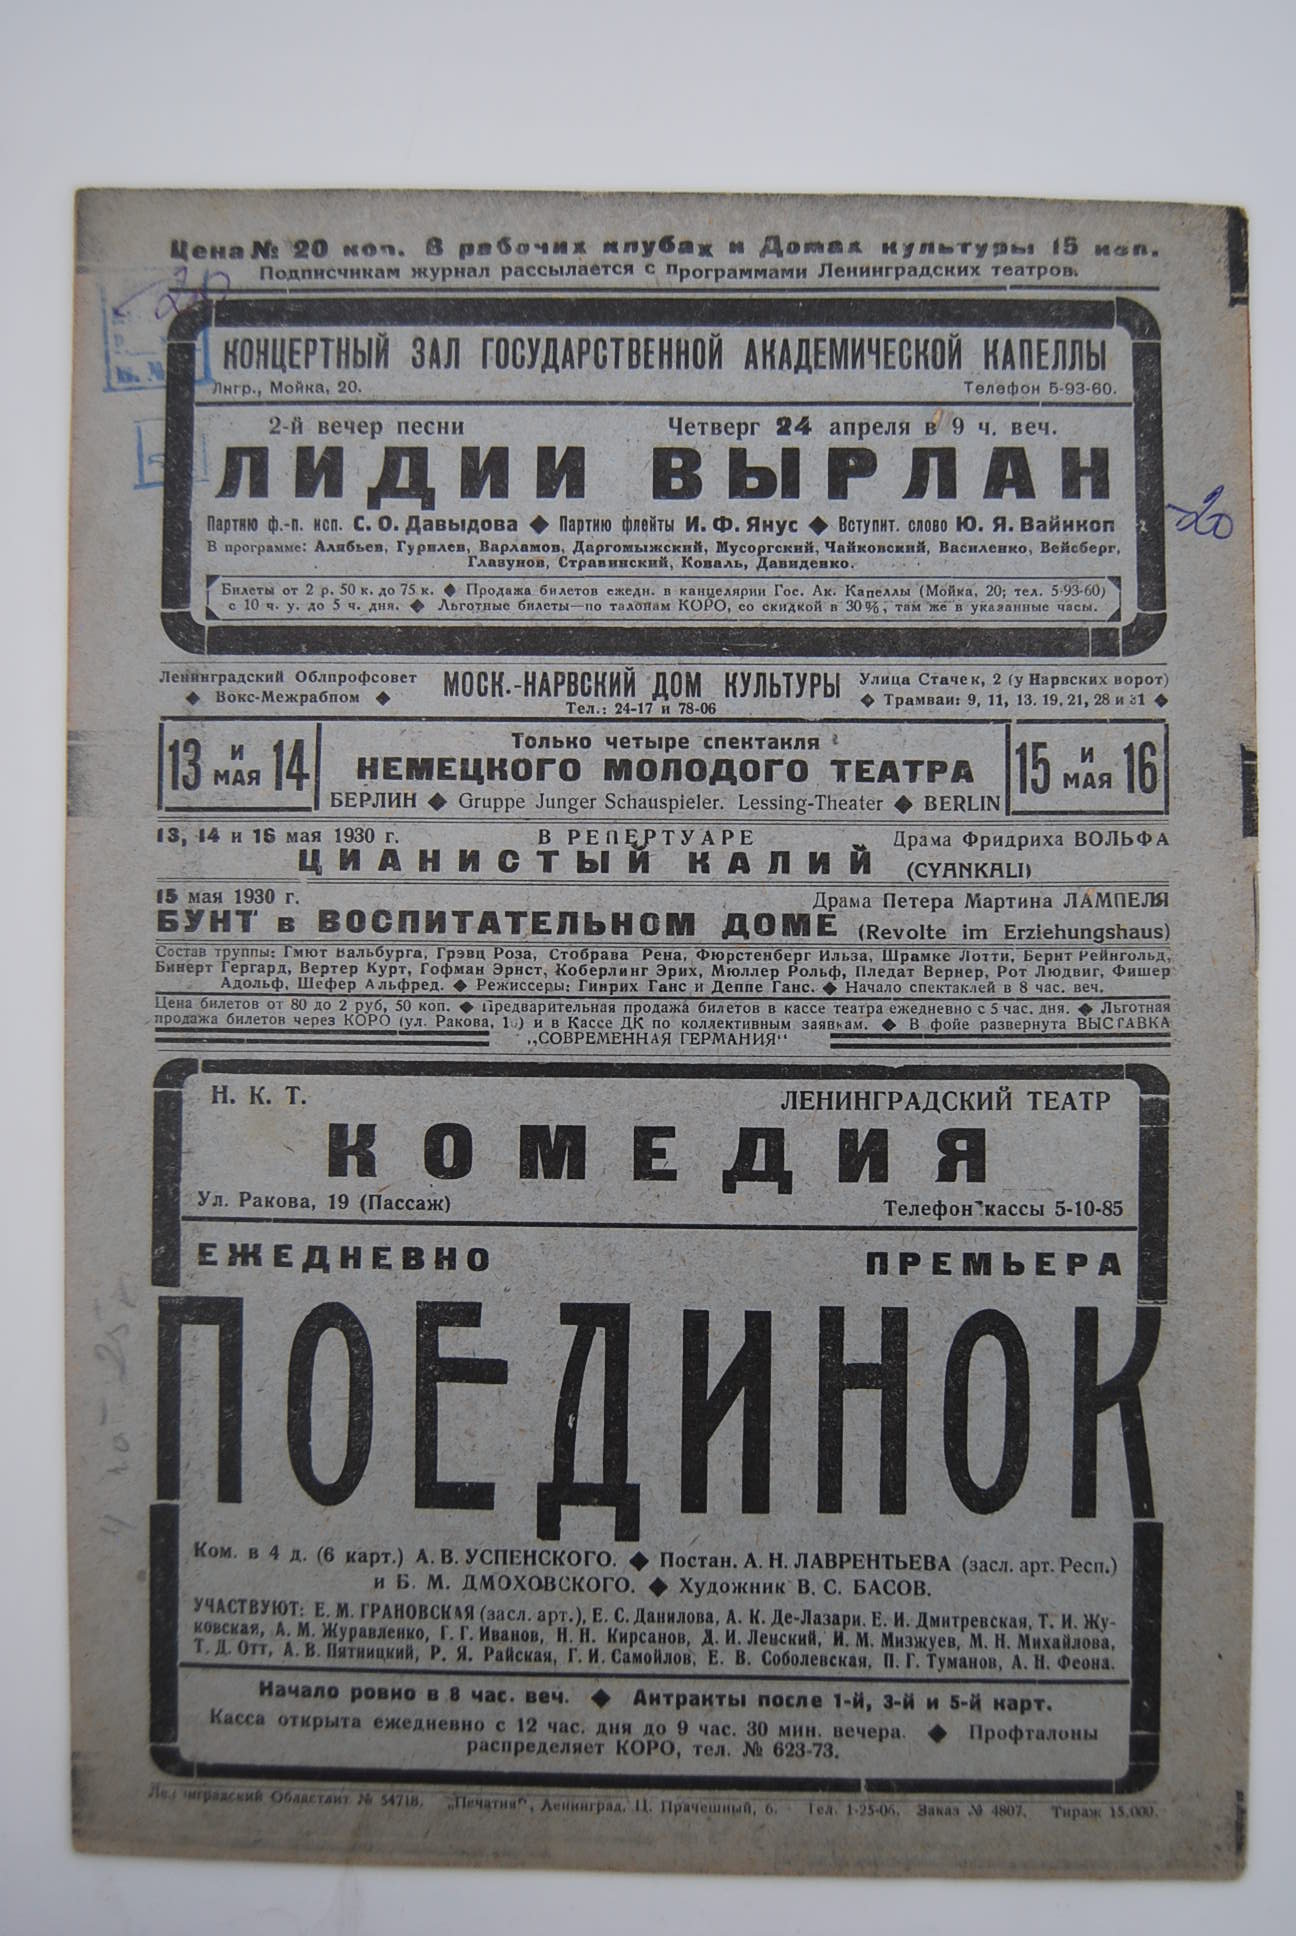 Цена № 20 коп. В рабочих клубах и Домах культуры 15 коп.
Подписчикам журнал рассылается с программами Ленинградских театров.
КОНЦЕРТНЫЙ ЗАЛ ГОСУДАРСТВЕННОЙ АКАДЕМИЧЕСКОЙ КАПЕЛЛЫ
Лнгр., Мойка, 20. Телефон 5-93-60.
2-й вечер песни Четверг 24 апреля в 9 ч. веч.
ЛИДИИ ВЫРЛАН
Партию ф.-п. исп. С. О. Давыдова ◆ Партию флейты И. Ф. Янус ◆ Вступит. слово Ю. Я. Вайнкоп
В программе: Алябьев, Гурилев, Варламов, Даргомыжский, Мусоргский, Чайковский, Василенко, Вейсберг,
Глазунов, Стравинский, Коваль, Давиденко.
Билеты от 2 р. 50 к. до 75 к. ◆ Продажа билетов ежедн. в канцелярии Гос. Ак. Капеллы (Мойка, 20; тел. 5-93-60)
с 10 ч. у. до 5 ч. дня. ◆ Льготные билеты—по талонам КОРО, со скидкой в 30%, там же в указанные часы.
20
-20
Ленинградский Облпрофсовет МОСК.-НАРВСКИЙ ДОМ КУЛЬТУРЫ Улица Стачек, 2 (у Нарвских ворот)
◆ Вокс-Межрабпом ◆ Тел.: 24-17 и 78-06 ◆ Трамваи: 9, 11, 13. 19, 21, 28 и 31 ◆
13 и 14 МАЯ Только четыре спектакля 15 и 16 МАЯ
НЕМЕЦКОГО МОЛОДОГО ТЕАТРА
БЕРЛИН ◆ Gruppe Junger Schauspieler. Lessing-Theater ◆ BERLIN
13, 14 и 16 мая 1930 г. В РЕПЕРТУАРЕ Драма Фридриха ВОЛЬФА
ЦИАНИСТЫЙ КАЛИЙ (CYANKALI)
15 мая 1930 г. Драма Петера Мартина ЛАМПЕЛЯ
БУНТ в ВОСПИТАТЕЛЬНОМ ДОМЕ (Revolte im Erziehungshaus)
Состав труппы: Гмют Вальбурга, Грэвц Роза, Стобрава Рена, Фюрстенберг Ильза, Шрамке Лотти, Бернт Рейнгольд,
Бинерт Гергард, Вертер Курт, Гофман Эрнст, Коберлинг Эрих, Мюллер Рольф, Пледат Вернер, Рот Людвиг, Фишер
Адольф, Шефер Альфред. ◆ Режиссеры: Гинрих Ганс и Деппе Ганс. ◆ Начало спектаклей в 8 час. веч.
Цена билетов от 80 до 2 руб, 50 коп. ◆ Предварительная продажа билетов в кассе театра ежедневно с 5 час. дня. ◆ Льготная
продажа билетов через КОРО (ул. Ракова, ) и в Кассе ДК по коллективным заявкам. ◆ В фойе развернута ВЫСТАВКА
„СОВРЕМЕННАЯ ГЕРМАНИЯ“
Н. К. Т. ЛЕНИНГРАДСКИЙ ТЕАТР
КОМЕДИЯ
Ул. Ракова, 19 (Пассаж) Телефон кассы 5-10-85
ЕЖЕДНЕВНО ПРЕМЬЕРА
ПОЕДИНОК
Ком. в 4 д. (6 карт.) А. В. УСПЕНСКОГО. ◆ Постан. А. Н. ЛАВРЕНТЬЕВА (засл. арт. Респ.)
и Б. М. ДМОХОВСКОГО. ◆ Художник В. С. БАСОВ.
УЧАСТВУЮТ: Е. М. ГРАНОВСКАЯ (засл. арт.), Е. С. Данилова, А. К. Де-Лазари, Е. И. Дмитревская, Т. И. Жу-
ковская, А. М. Журавленко, Г. Г. Иванов, Н. Н. Кирсанов, Д. И. Ленский, И. М. Мизжуев, М. Н. Михайлова,
Т. Д. Отт, А. В. Пятницкий, Р. Я. Райская, Г. И. Самойлов, Е. В. Соболевская, П. Г. Туманов, А. Н. Феона.
Начало ровно в 8 час. веч. ◆ Антракты после 1-й, 3-й и 5-й карт.
Касса открыта ежедневно с 12 час. дня до 9 час. 30 мин. вечера. ◆ Профталоны
распределяет КОРО, тел. № 623-73.
Ленинградский Областлит № 54718. „Печатня“, Ленинград, Ц. Прачешный, 6. Тел. 1-25-06. Заказ № 4807. Тираж 15.000.